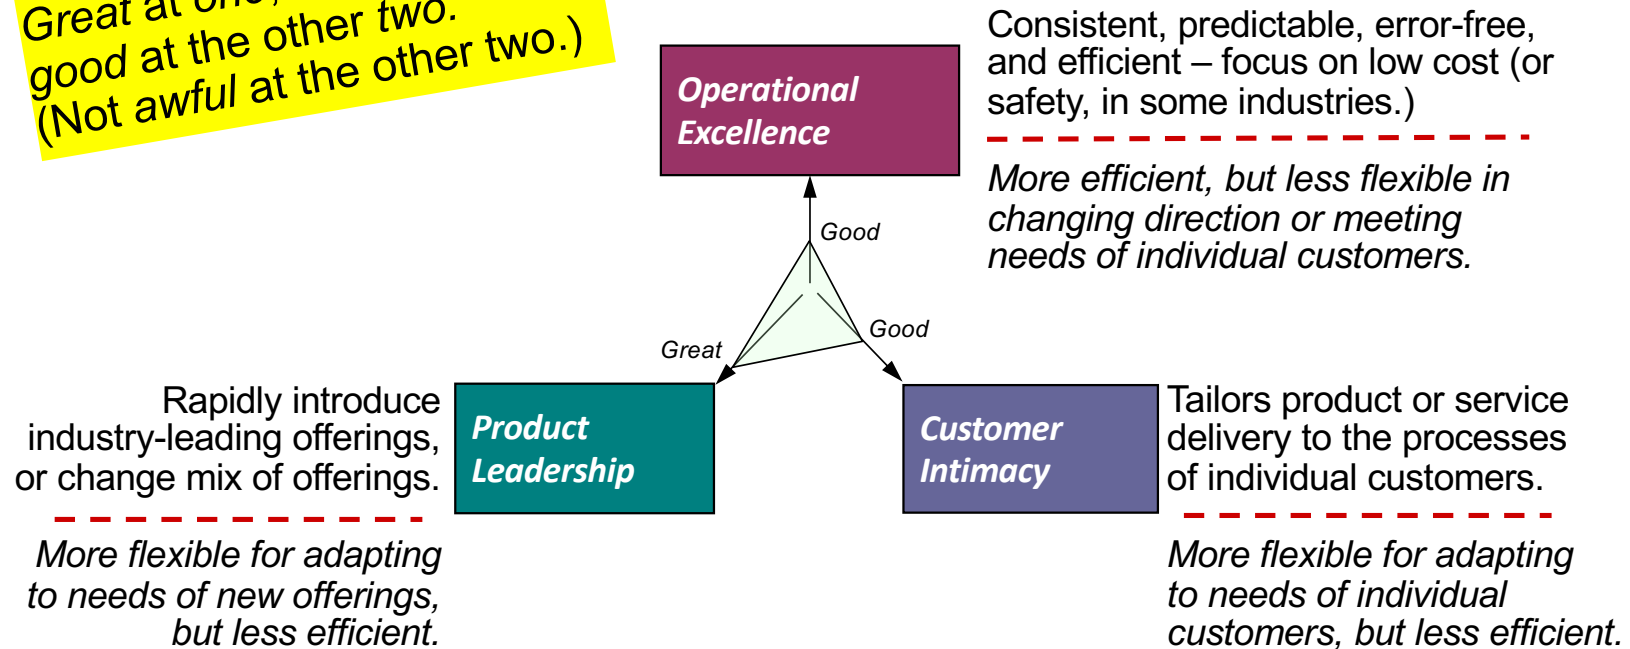 Great at one,
good at the other two.
(Not awful at the other two.)
Operational
Excellence
Consistent, predictable, error-free,
and efficient – focus on low cost (or
safety, in some industries.)
More efficient, but less flexible in
changing direction or meeting
needs of individual customers.
Good
Good
Great
Rapidly introduce
industry-leading offerings,
or change mix of offerings.
More flexible for adapting
to needs of new offerings,
but less efficient.
Product
Leadership
Customer
Intimacy
Tailors product or service
delivery to the processes
of individual customers.
More flexible for adapting
to needs of individual
customers, but less efficient.